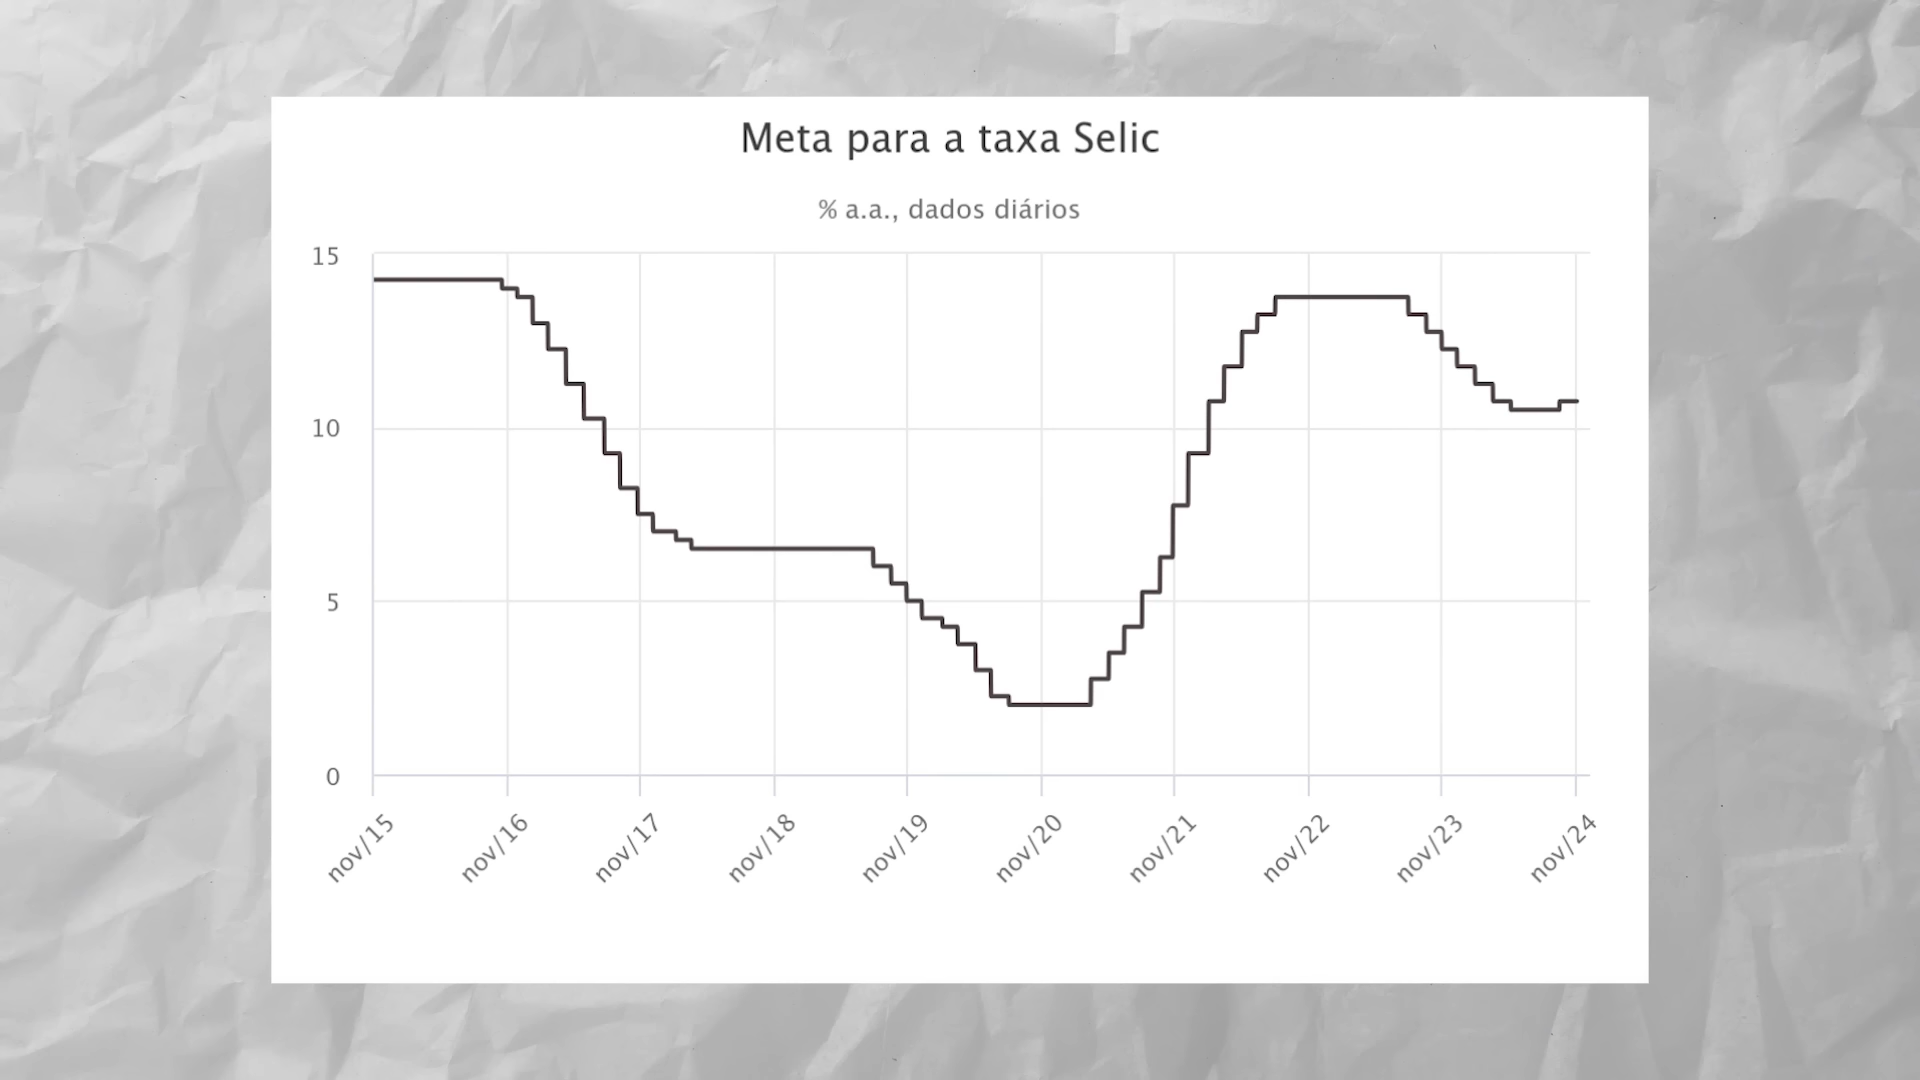 Meta para a taxa Selic
% a.a., dados diários
15
10
5
0
nov/15
nov/16
nov/17
nov/18
nov/19
nov/20
nov/21
nov/22
nov/23
nov/24